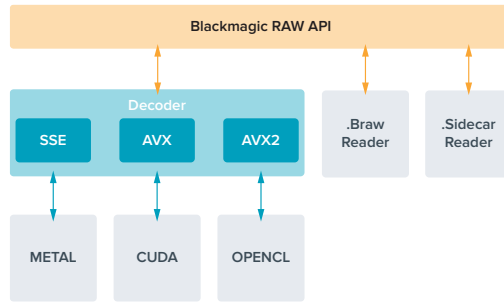 Blackmagic RAW API
Decoder
SSE
AVX
AVX2
.Braw
Reader
.Sidecar
Reader
METAL
CUDA
OPENCL